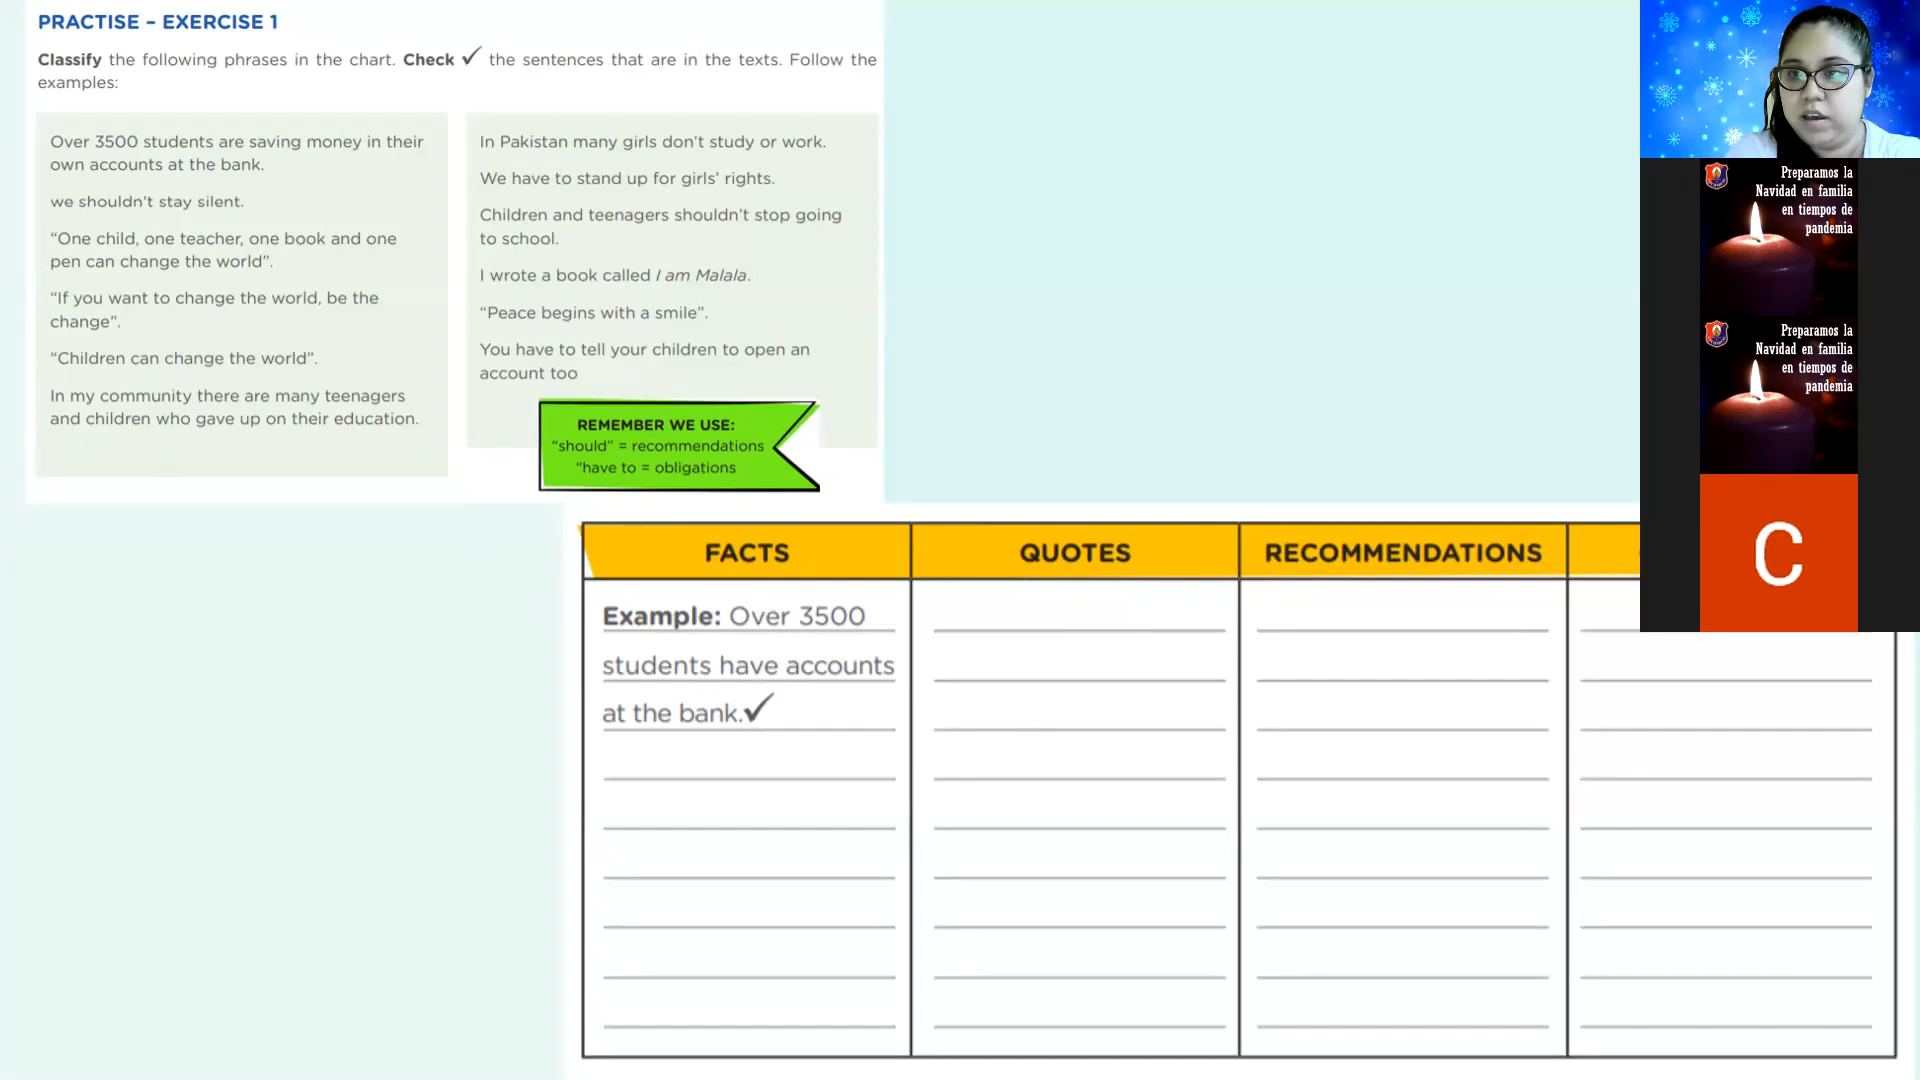 PRACTISE – EXERCISE 1
Classify the following phrases in the chart. Check ✓ the sentences that are in the texts. Follow the
examples:
Over 3500 students are saving money in their
own accounts at the bank.
we shouldn't stay silent.
“One child, one teacher, one book and one
pen can change the world”.
“If you want to change the world, be the
change”.
“Children can change the world”.
In my community there are many teenagers
and children who gave up on their education.
In Pakistan many girls don't study or work.
We have to stand up for girls' rights.
Children and teenagers shouldn't stop going
to school.
I wrote a book called I am Malala.
“Peace begins with a smile”.
You have to tell your children to open an
account too
REMEMBER WE USE:
“should” = recommendations
“have to = obligations
FACTS
QUOTES
RECOMMENDATIONS
Example: Over 3500
students have accounts
at the bank.✓
Preparamos la
Navidad en familia
en tiempos de
pandemia
Preparamos la
Navidad en familia
en tiempos de
pandemia
C